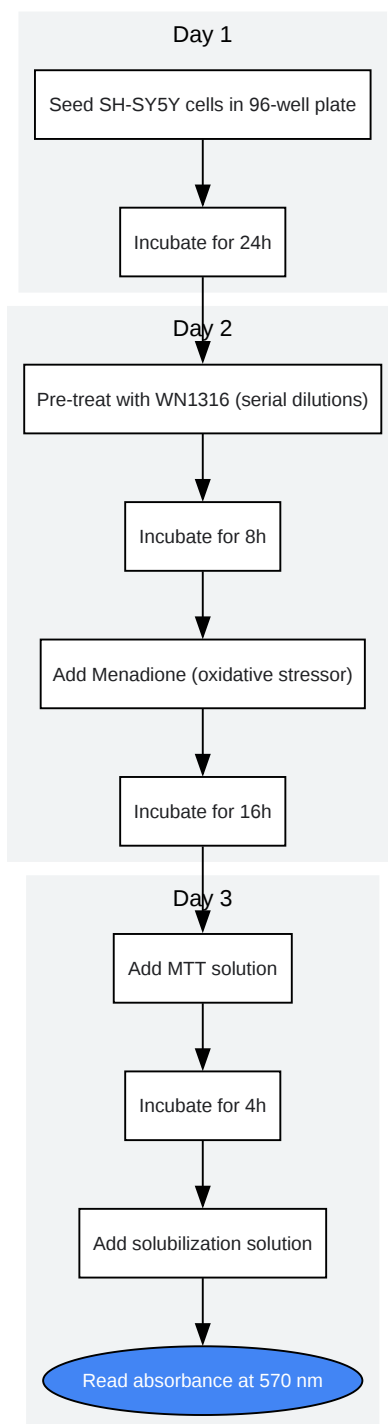 Day 1
Seed SH-SY5Y cells in 96-well plate
Incubate for 24h
Day 2
Pre-treat with WN1316 (serial dilutions)
Incubate for 8h
Add Menadione (oxidative stressor)
Incubate for 16h
Day 3
Add MTT solution
Incubate for 4h
Add solubilization solution
Read absorbance at 570 nm